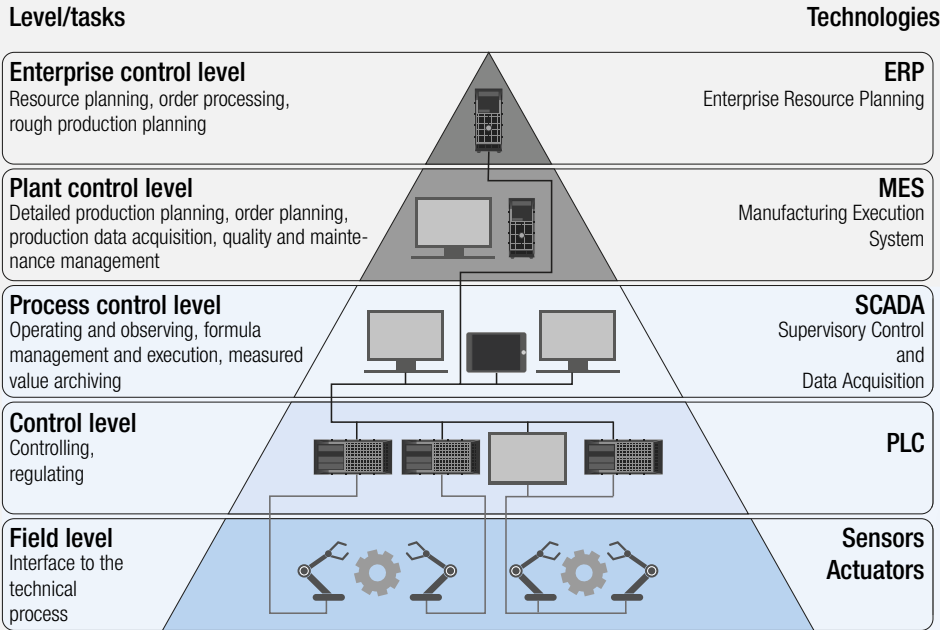 Level/tasks
Technologies
Enterprise control level
Resource planning, order processing,
rough production planning
ERP
Enterprise Resource Planning
Plant control level
Detailed production planning, order planning,
production data acquisition, quality and mainte-
nance management
MES
Manufacturing Execution
System
Process control level
Operating and observing, formula
management and execution, measured
value archiving
SCADA
Supervisory Control
and
Data Acquisition
Control level
Controlling,
regulating
PLC
Field level
Interface to the
technical
process
Sensors
Actuators